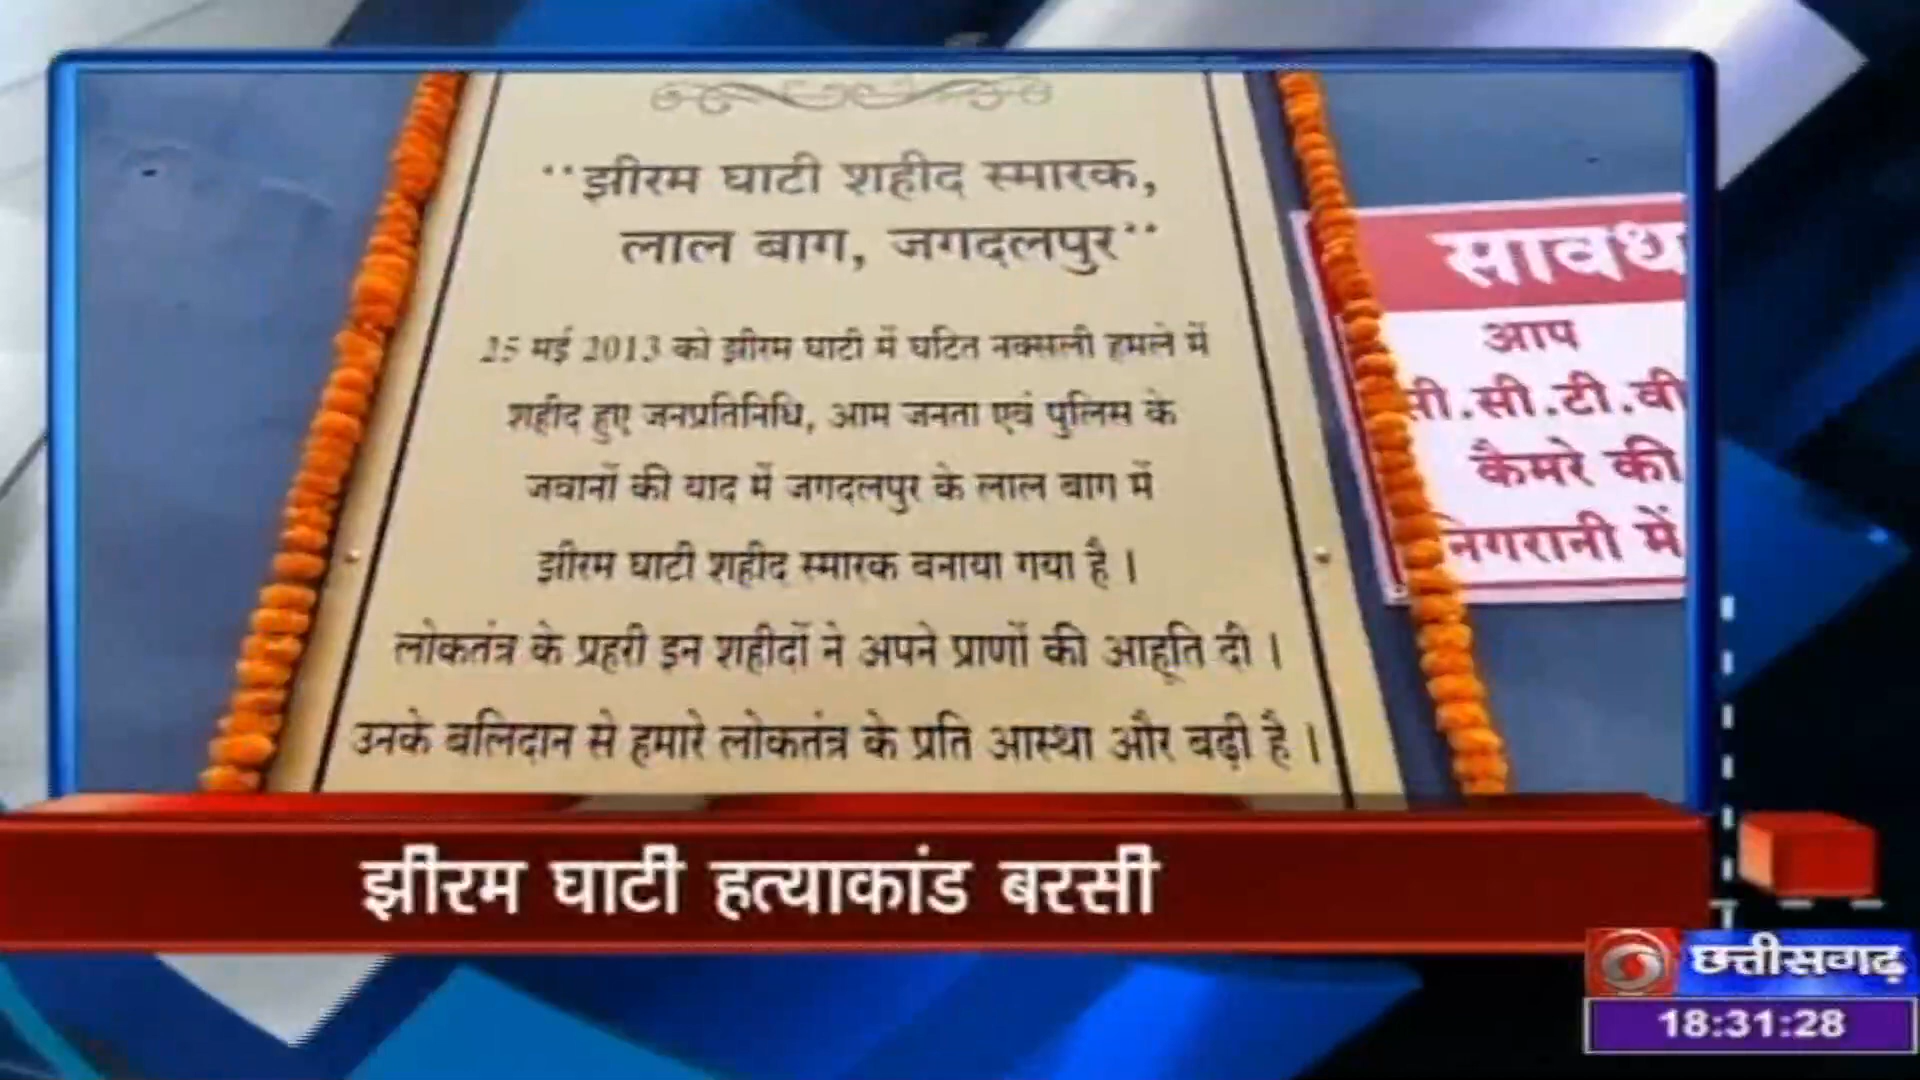 “झीरम घाटी शहीद स्मारक,
लाल बाग, जगदलपुर”
25 मई 2013 को झीरम घाटी में घटित नक्सली हमले में
शहीद हुए जनप्रतिनिधि, आम जनता एवं पुलिस के
जवानों की याद में जगदलपुर के लाल बाग में
झीरम घाटी शहीद स्मारक बनाया गया है ।
लोकतंत्र के प्रहरी इन शहीदों ने अपने प्राणों की आहूति दी ।
उनके बलिदान से हमारे लोकतंत्र के प्रति आस्था और बढ़ी है ।
सावध
आप
सी.सी.टी.वी
कैमरे की
निगरानी में
झीरम घाटी हत्याकांड बरसी
छत्तीसगढ़
18:31:28